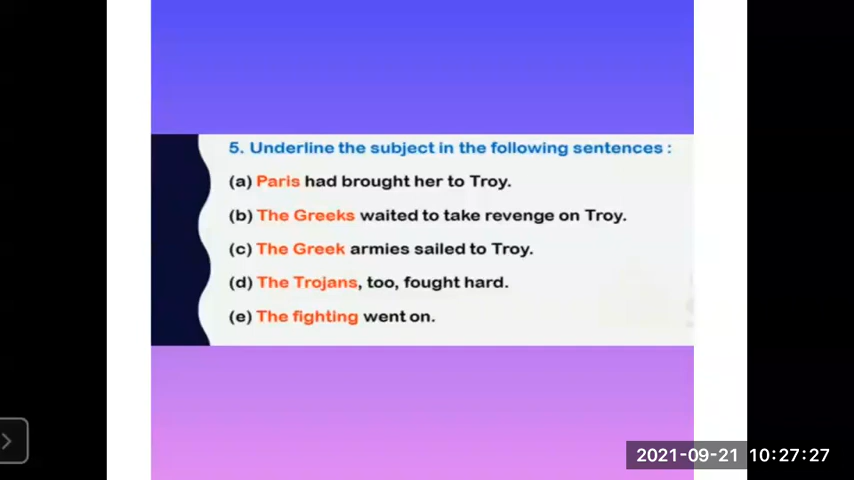 5. Underline the subject in the following sentences :
(a) Paris had brought her to Troy.
(b) The Greeks waited to take revenge on Troy.
(c) The Greek armies sailed to Troy.
(d) The Trojans, too, fought hard.
(e) The fighting went on.
2021-09-21 10:27:27